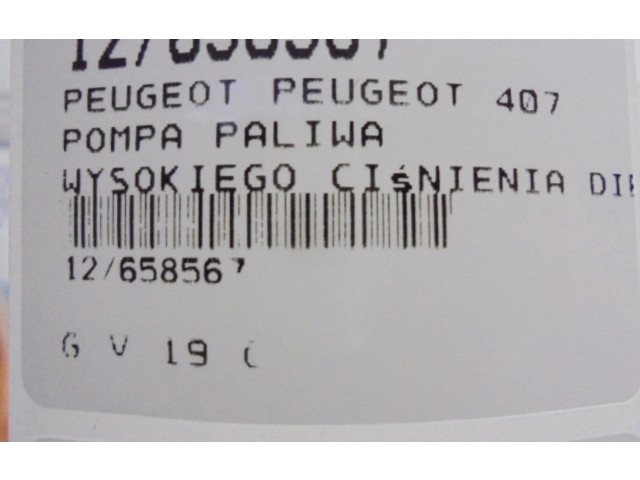 PEUGEOT PEUGEOT 407
POMPA PALIWA
WYSOKIEGO CIŚNIENIA
12/658567
G V 19